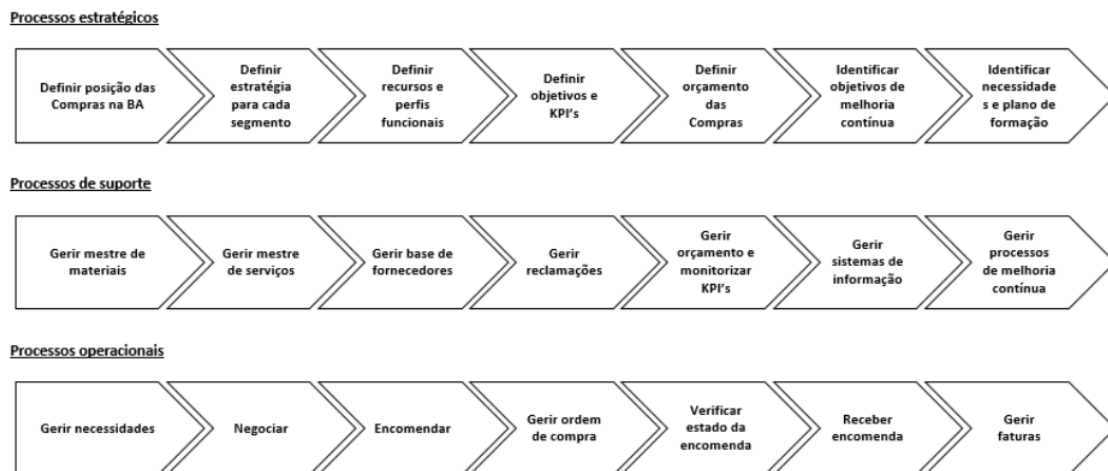 Processos estratégicos
Definir posição das
Compras na BA
Definir
estratégia
para cada
segmento
Definir
recursos e
perfis
funcionais
Definir
objetivos e
KPI's
Definir
orçamento
das
Compras
Identificar
objetivos de
melhoria
contínua
Identificar
necessidade
s e plano de
formação
Processos de suporte
Gerir mestre de
materiais
Gerir mestre
de serviços
Gerir base de
fornecedores
Gerir
reclamações
Gerir
orçamento e
monitorizar
KPI's
Gerir
sistemas de
informação
Gerir
processos
de melhoria
contínua
Processos operacionais
Gerir necessidades
Negociar
Encomendar
Gerir ordem
de compra
Verificar
estado da
encomenda
Receber
encomenda
Gerir
faturas